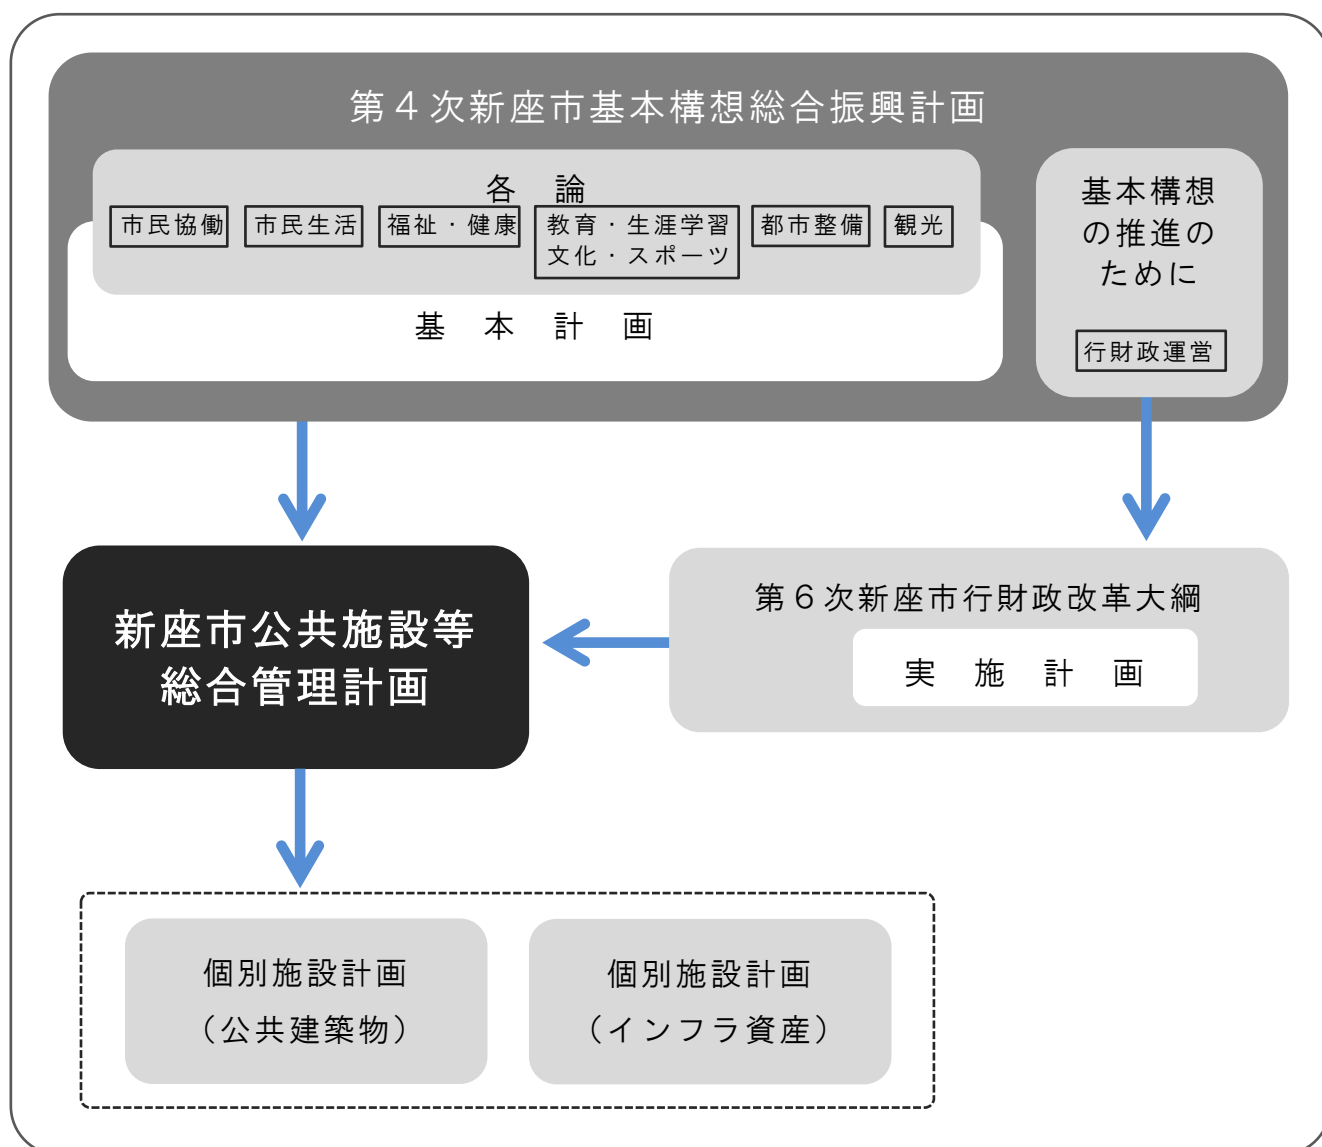 第４次新座市基本構想総合振興計画
各　論
市民協働
市民生活
福祉・健康
教育・生涯学習
文化・スポーツ
都市整備
観光
基　本　計　画
基本構想
の推進の
ために
行財政運営
新座市公共施設等
総合管理計画
第６次新座市行財政改革大綱
実　施　計　画
個別施設計画
（公共建築物）
個別施設計画
（インフラ資産）